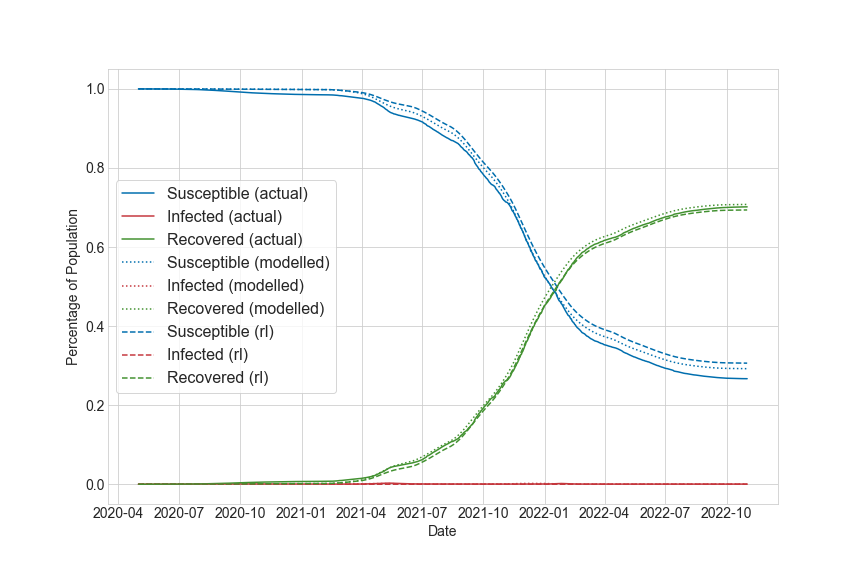 1.0
0.8
0.6
0.4
0.2
0.0
Percentage of Population
Susceptible (actual)
Infected (actual)
Recovered (actual)
Susceptible (modelled)
Infected (modelled)
Recovered (modelled)
Susceptible (rl)
Infected (rl)
Recovered (rl)
2020-04 2020-07 2020-10 2021-01 2021-04 2021-07 2021-10 2022-01 2022-04 2022-07 2022-10
Date